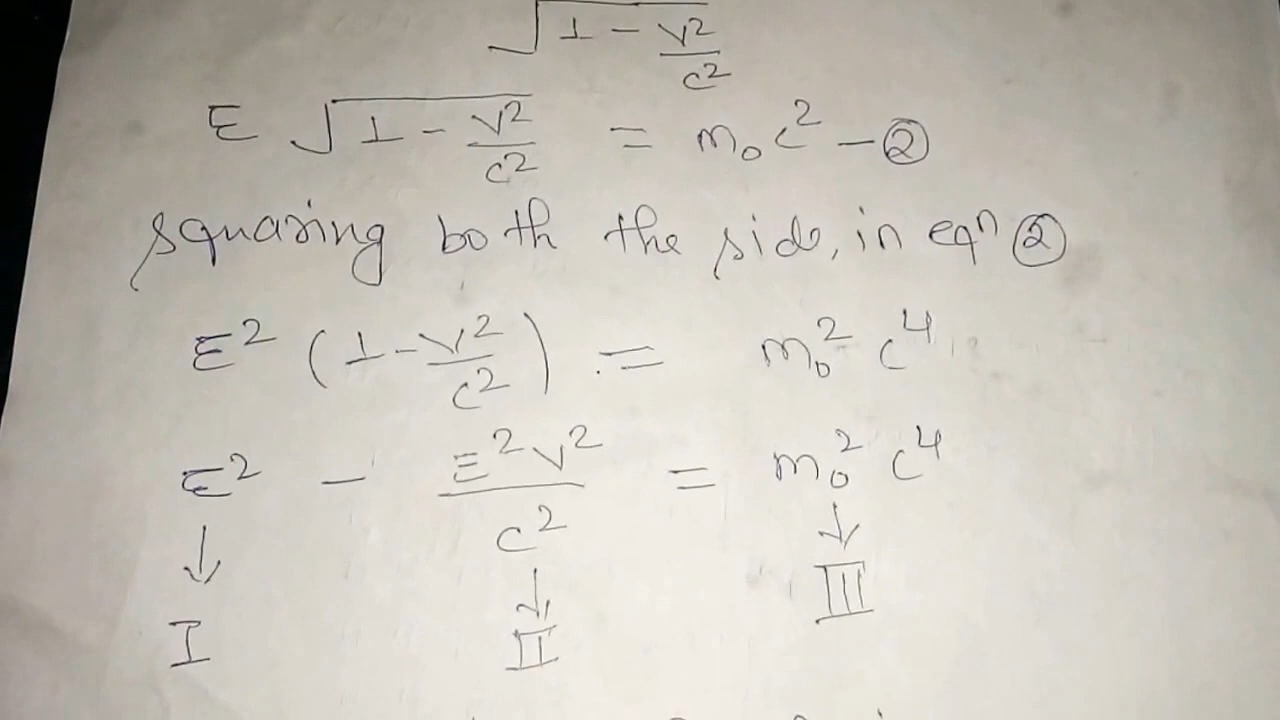 √1 - v²/c²
E √1 - v²/c² = m₀c² - ②
squaring both the side, in eqⁿ ②
E² (1 - v²/c²) = m₀² c⁴
E² - E²v²/c² = m₀² c⁴
↓ ↓ ↓
I II III